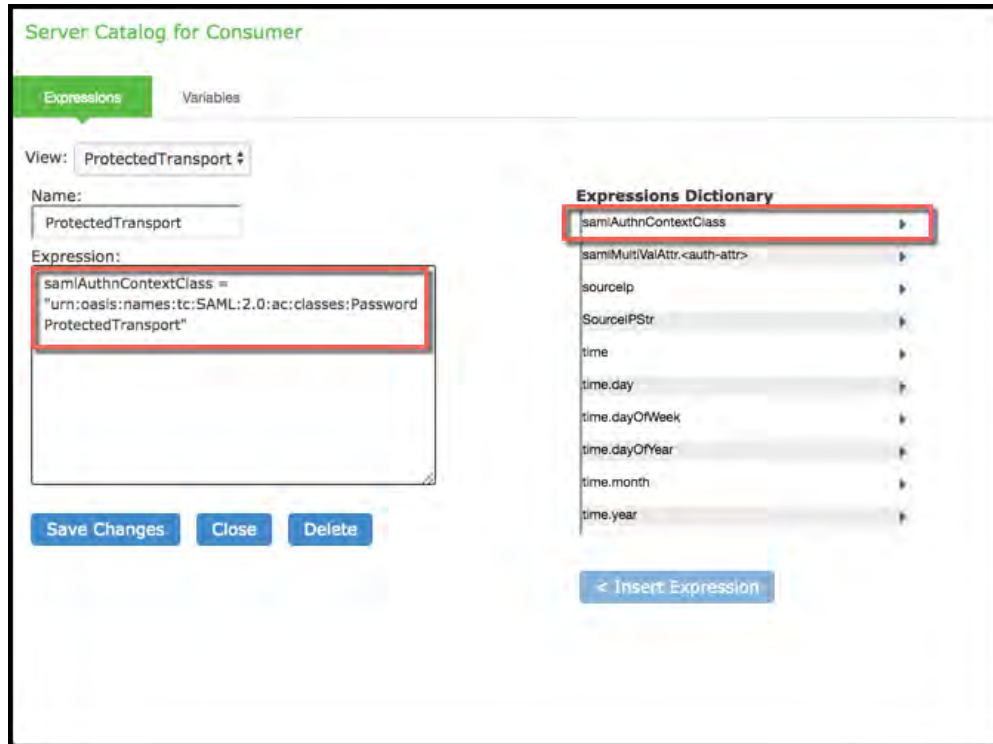 Server Catalog for Consumer
Expressions
Variables
View: ProtectedTransport
Name:
ProtectedTransport
Expression:
samlAuthnContextClass =
"urn:oasis:names:tc:SAML:2.0:ac:classes:Password
ProtectedTransport"
Save Changes
Close
Delete
Expressions Dictionary
samlAuthnContextClass
samlMultiValAttr.<auth-attr>
sourceIp
SourceIPStr
time
time.day
time.dayOfWeek
time.dayOfYear
time.month
time.year
< Insert Expression